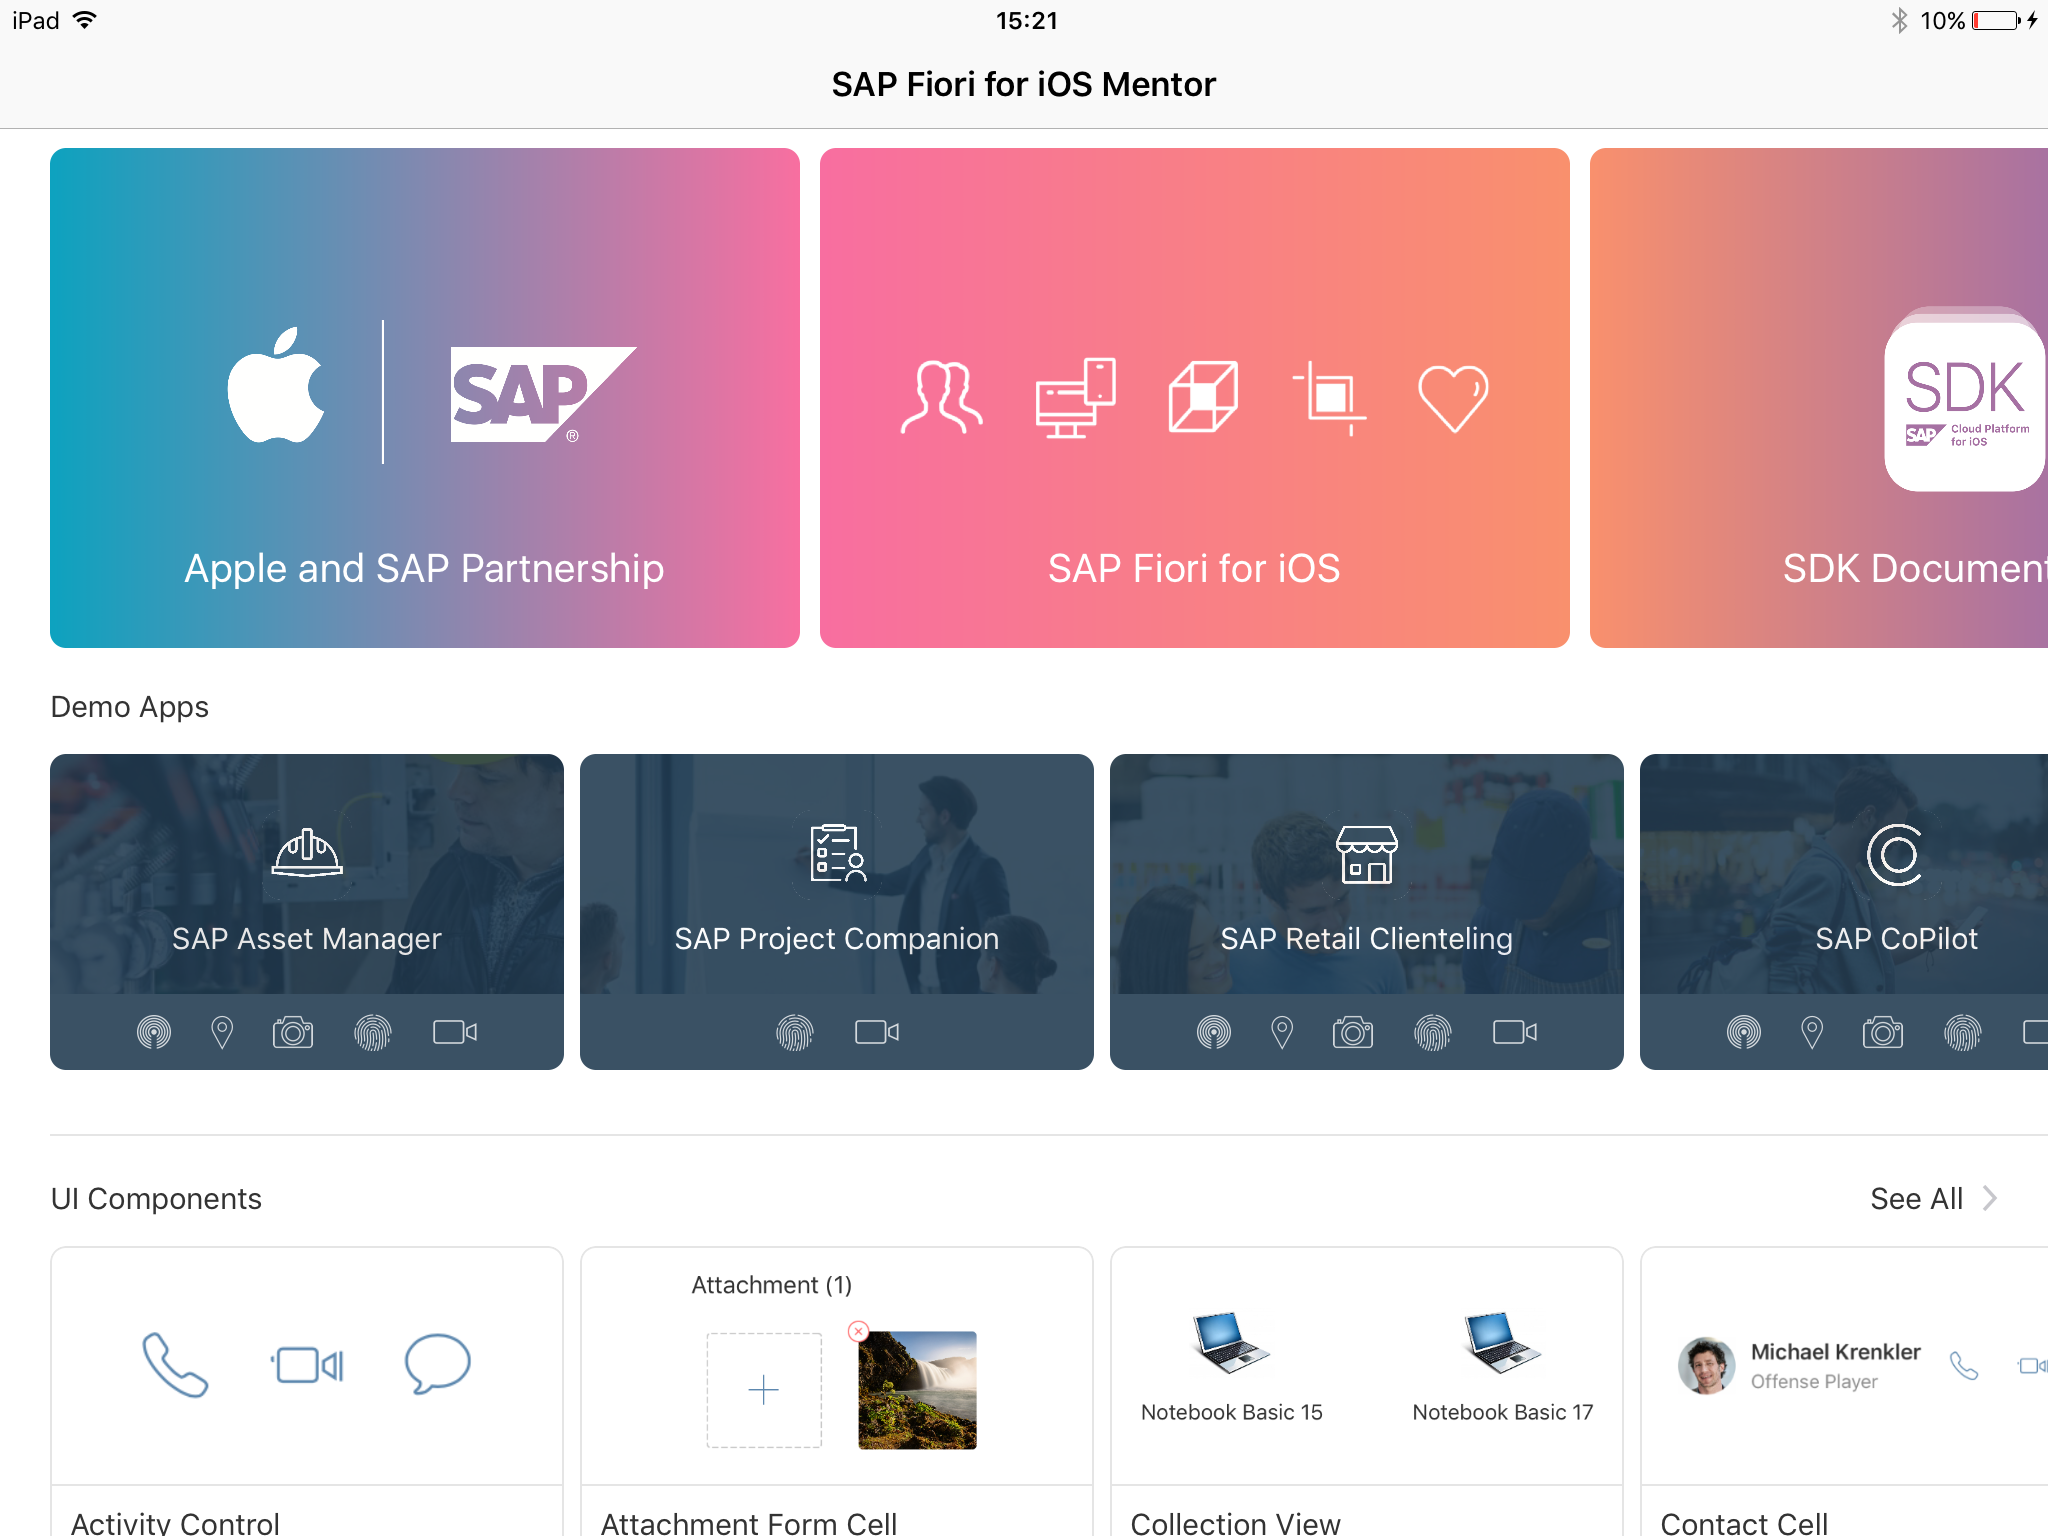 iPad 15:21 10%
SAP Fiori for iOS Mentor
SAP ®
SDK
SAP Cloud Platform
for iOS
Apple and SAP Partnership
SAP Fiori for iOS
SDK Document
Demo Apps
SAP Asset Manager
SAP Project Companion
SAP Retail Clienteling
SAP CoPilot
UI Components
See All
Attachment (1)
Notebook Basic 15
Notebook Basic 17
Michael Krenkler
Offense Player
Activity Control
Attachment Form Cell
Collection View
Contact Cell